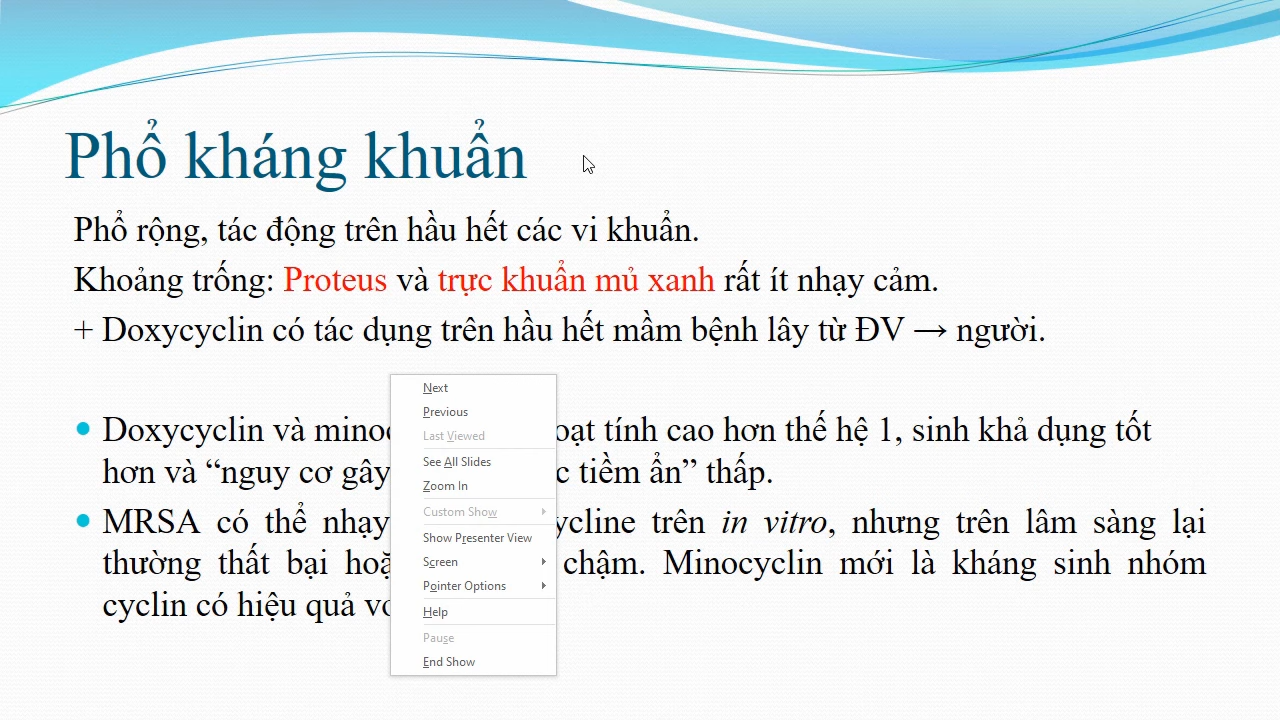 Phổ kháng khuẩn
Phổ rộng, tác động trên hầu hết các vi khuẩn.
Khoảng trống: Proteus và trực khuẩn mủ xanh rất ít nhạy cảm.
+ Doxycyclin có tác dụng trên hầu hết mầm bệnh lây từ ĐV → người.
Doxycyclin và oạt tính cao hơn thế hệ 1, sinh khả dụng tốt
hơn và “nguy cơ gây tiềm ẩn” thấp.
MRSA có thể nhạy trên in vitro, nhưng trên lâm sàng lại
thường thất bại chậm. Minocyclin mới là kháng sinh nhóm
cyclin có hiệu quả
Next
Previous
Last Viewed
See All Slides
Zoom In
Custom Show
Show Presenter View
Screen
Pointer Options
Help
Pause
End Show